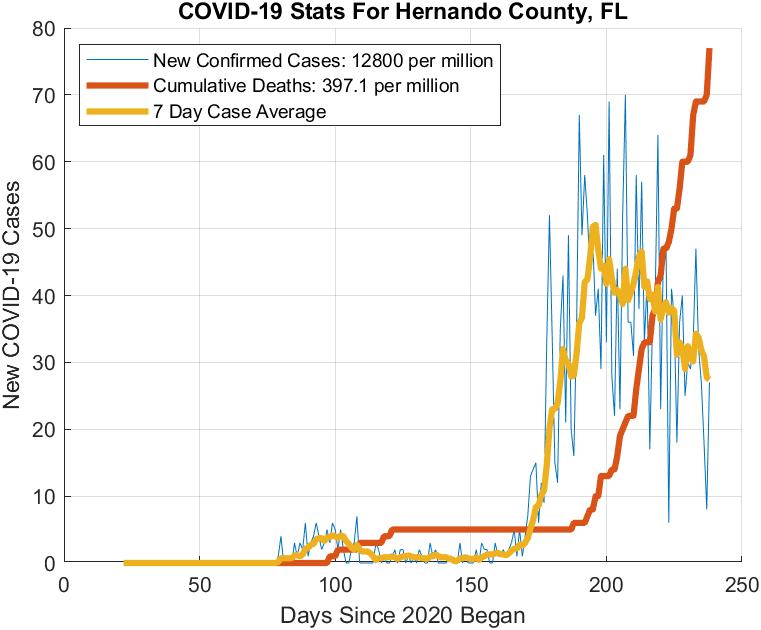 COVID-19 Stats For Hernando County, FL
New Confirmed Cases: 12800 per million
Cumulative Deaths: 397.1 per million
7 Day Case Average
New COVID-19 Cases
80
70
60
50
40
30
20
10
0
0 50 100 150 200 250
Days Since 2020 Began